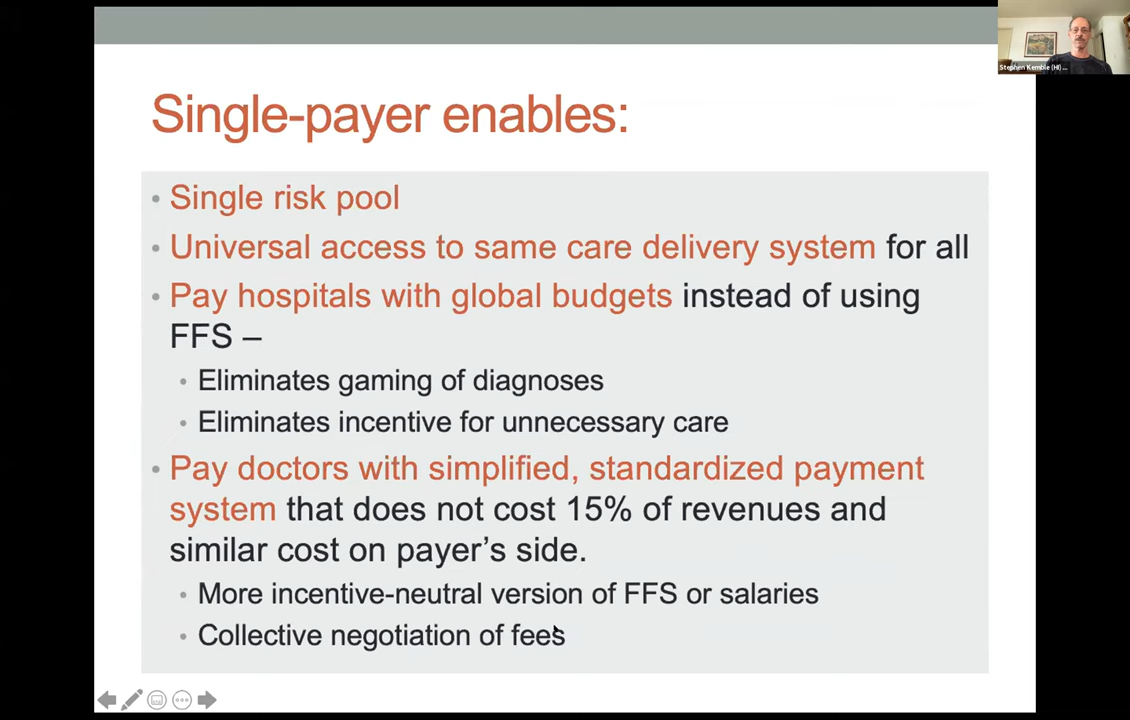 Stephen Kemble (HI) ...
Single-payer enables:
• Single risk pool
• Universal access to same care delivery system for all
• Pay hospitals with global budgets instead of using
FFS –
• Eliminates gaming of diagnoses
• Eliminates incentive for unnecessary care
• Pay doctors with simplified, standardized payment
system that does not cost 15% of revenues and
similar cost on payer’s side.
• More incentive-neutral version of FFS or salaries
• Collective negotiation of fees